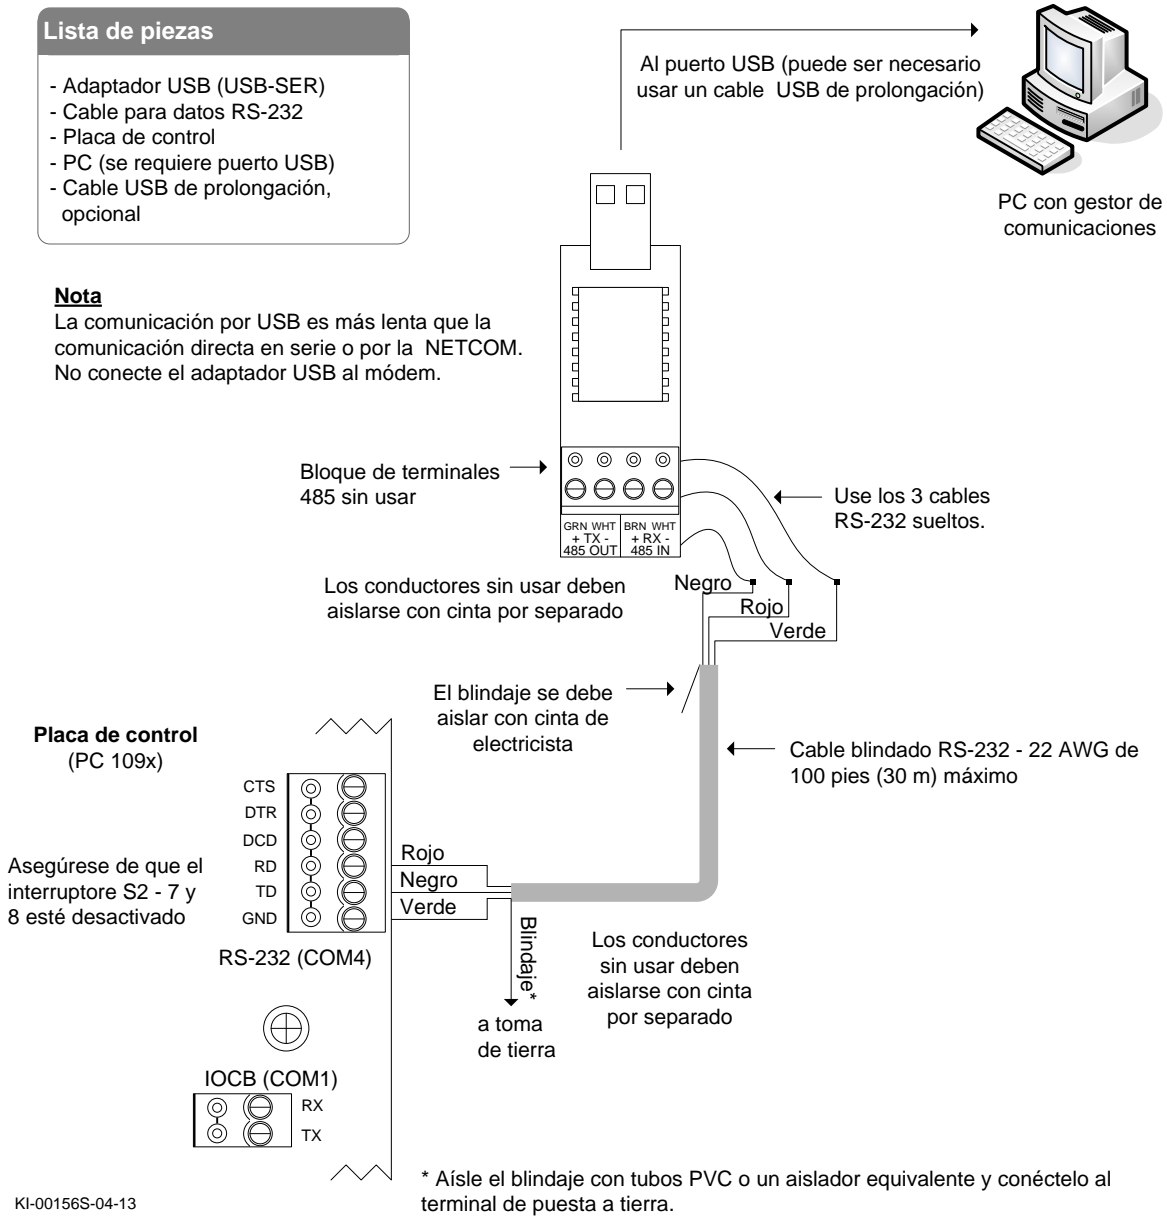 Lista de piezas
- Adaptador USB (USB-SER)
- Cable para datos RS-232
- Placa de control
- PC (se requiere puerto USB)
- Cable USB de prolongación,
opcional
Al puerto USB (puede ser necesario
usar un cable USB de prolongación)
PC con gestor de
comunicaciones
Nota
La comunicación por USB es más lenta que la
comunicación directa en serie o por la NETCOM.
No conecte el adaptador USB al módem.
Bloque de terminales
485 sin usar
GRN WHT
+ TX -
485 OUT
BRN WHT
+ RX -
485 IN
Use los 3 cables
RS-232 sueltos.
Los conductores sin usar deben
aislarse con cinta por separado
Negro
Rojo
Verde
El blindaje se debe
aislar con cinta de
electricista
Cable blindado RS-232 - 22 AWG de
100 pies (30 m) máximo
Placa de control
(PC 109x)
CTS
DTR
DCD
RD
TD
GND
Asegúrese de que el
interruptore S2 - 7 y
8 esté desactivado
Rojo
Negro
Verde
RS-232 (COM4)
Blindaje*
a toma
de tierra
Los conductores
sin usar deben
aislarse con cinta
por separado
IOCB (COM1)
RX
TX
* Aísle el blindaje con tubos PVC o un aislador equivalente y conéctelo al
terminal de puesta a tierra.
KI-00156S-04-13